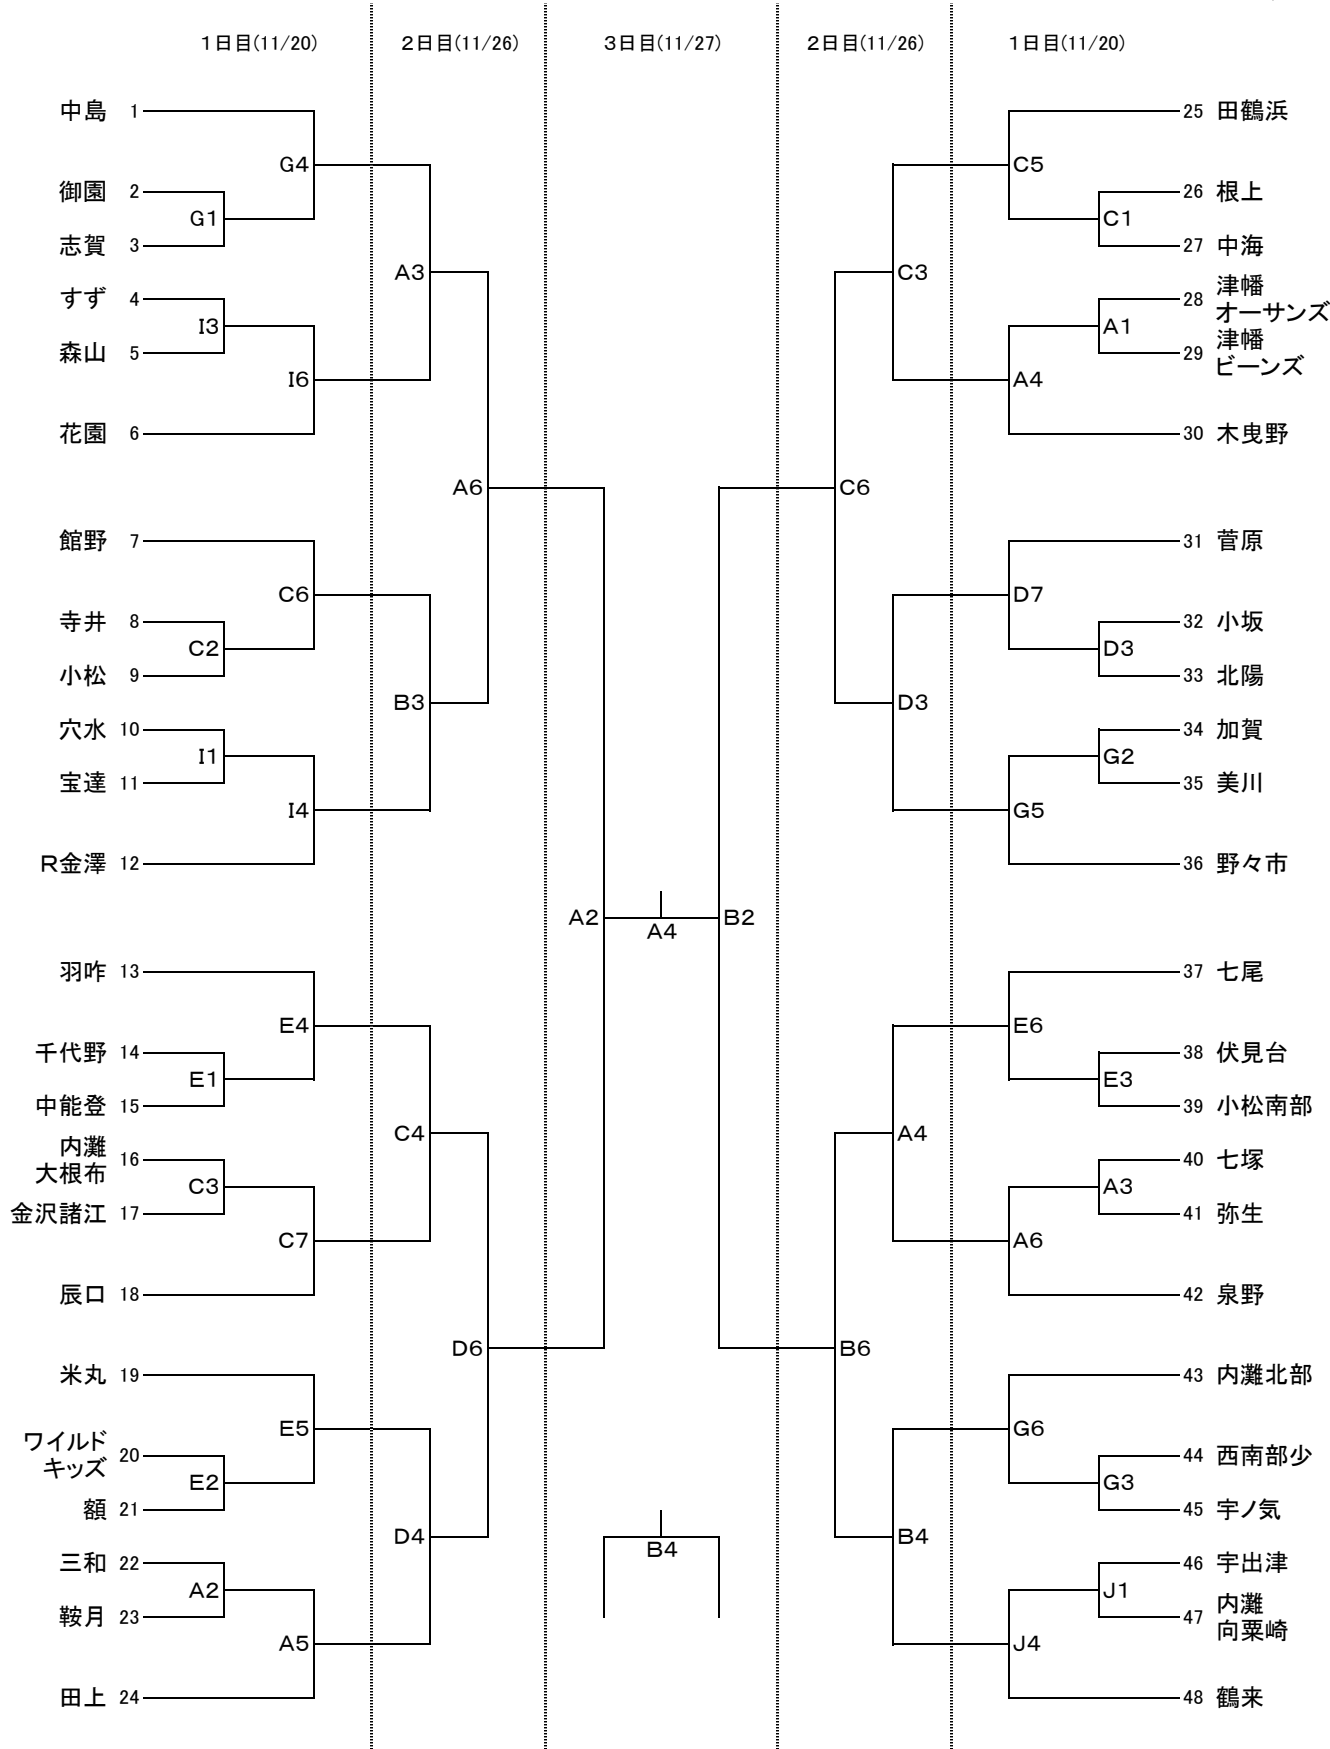 1日目(11/20) 2日目(11/26) 3日目(11/27) 2日目(11/26) 1日目(11/20)
中島 1
G4
御園 2
G1
志賀 3
A3
すず 4
I3
森山 5
I6
花園 6
A6
館野 7
C6
寺井 8
C2
小松 9
B3
穴水 10
I1
宝達 11
I4
R金澤 12
A2
羽咋 13
E4
千代野 14
E1
中能登 15
C4
内灘
大根布 16
C3
金沢諸江 17
C7
辰口 18
D6
米丸 19
E5
ワイルド
キッズ 20
E2
額 21
D4
三和 22
A2
鞍月 23
A5
田上 24
A4
B4
25 田鶴浜
C5
26 根上
C1
27 中海
C3
28 津幡
オーサンズ
A1
29 津幡
ビーンズ
A4
30 木曳野
C6
31 菅原
D7
32 小坂
D3
33 北陽
D3
34 加賀
G2
35 美川
G5
36 野々市
B2
37 七尾
E6
38 伏見台
E3
39 小松南部
A4
40 七塚
A3
41 弥生
A6
42 泉野
B6
43 内灘北部
G6
44 西南部少
G3
45 宇ノ気
B4
46 宇出津
J1
47 内灘
向粟崎
J4
48 鶴来